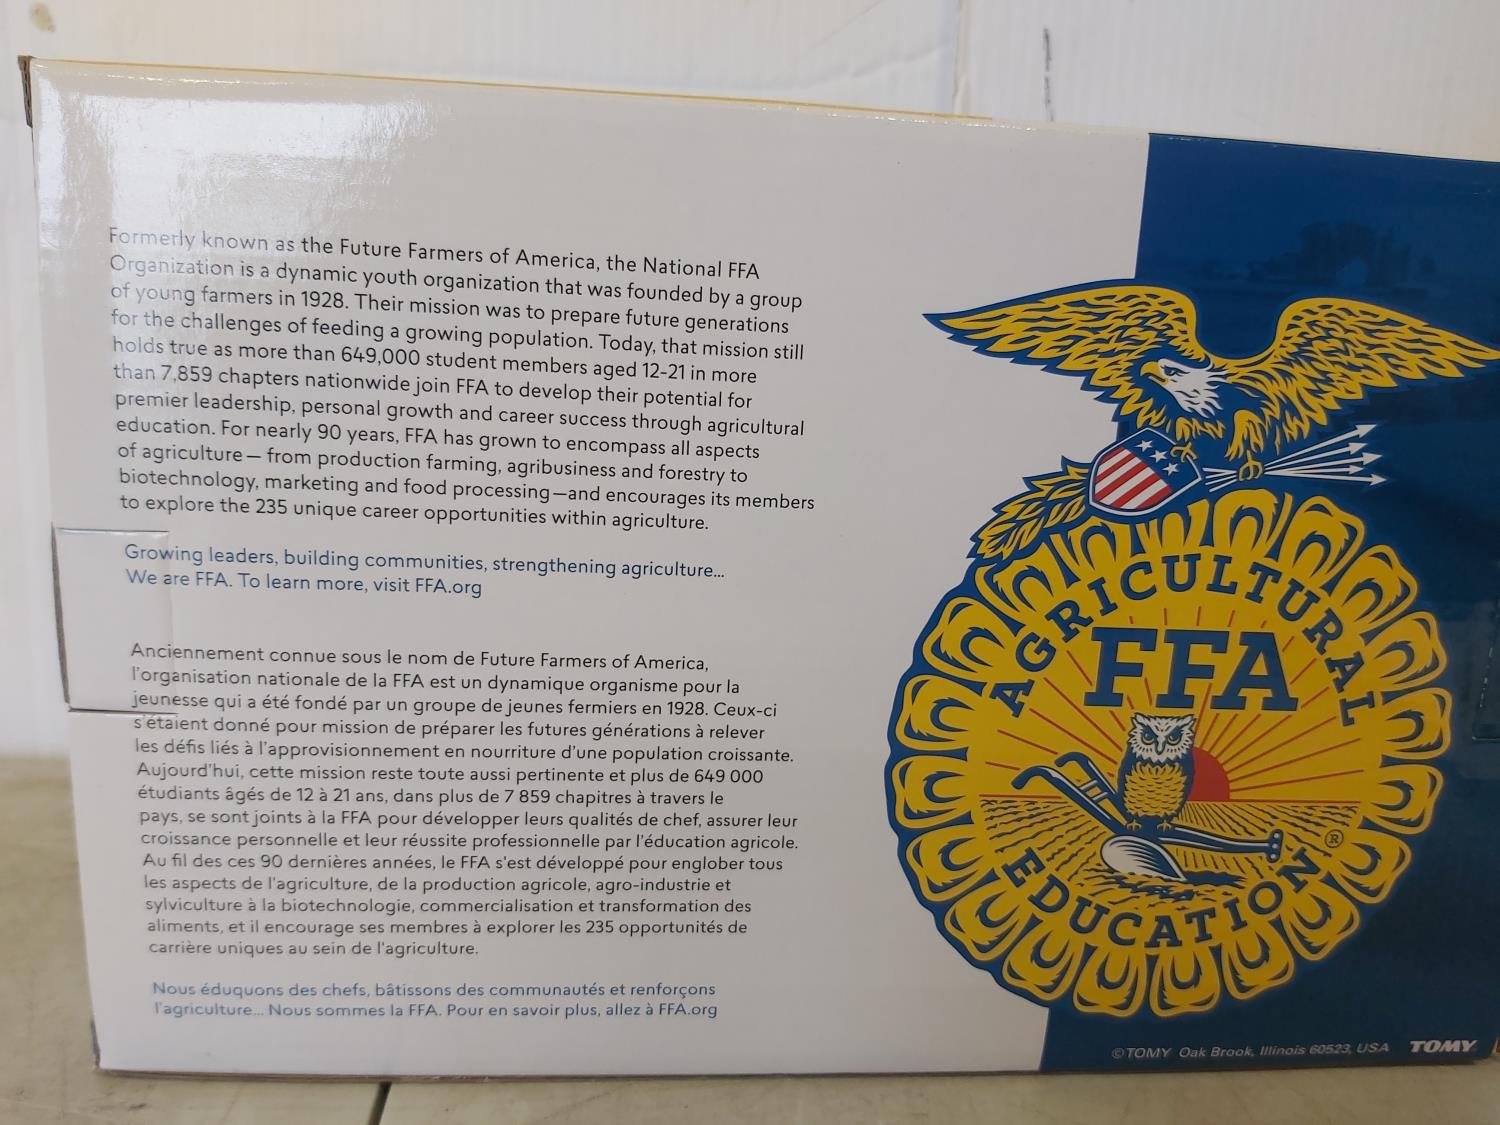 Formerly known as the Future Farmers of America, the National FFA
Organization is a dynamic youth organization that was founded by a group
of young farmers in 1928. Their mission was to prepare future generations
for the challenges of feeding a growing population. Today, that mission still
holds true as more than 649,000 student members aged 12-21 in more
than 7,859 chapters nationwide join FFA to develop their potential for
premier leadership, personal growth and career success through agricultural
education. For nearly 90 years, FFA has grown to encompass all aspects
of agriculture — from production farming, agribusiness and forestry to
biotechnology, marketing and food processing—and encourages its members
to explore the 235 unique career opportunities within agriculture.
Growing leaders, building communities, strengthening agriculture...
We are FFA. To learn more, visit FFA.org
Anciennement connue sous le nom de Future Farmers of America,
l'organisation nationale de la FFA est un dynamique organisme pour la
jeunesse qui a été fondé par un groupe de jeunes fermiers en 1928. Ceux-ci
s'étaient donné pour mission de préparer les futures générations à relever
les défis liés à l'approvisionnement en nourriture d'une population croissante.
Aujourd'hui, cette mission reste toute aussi pertinente et plus de 649 000
étudiants âgés de 12 à 21 ans, dans plus de 7 859 chapitres à travers le
pays, se sont joints à la FFA pour développer leurs qualités de chef, assurer leur
croissance personnelle et leur réussite professionnelle par l'éducation agricole.
Au fil des ces 90 dernières années, le FFA s'est développé pour englober tous
les aspects de l'agriculture, de la production agricole, agro-industrie et
sylviculture à la biotechnologie, commercialisation et transformation des
aliments, et il encourage ses membres à explorer les 235 opportunités de
carrière uniques au sein de l'agriculture.
Nous éduquons des chefs, bâtissons des communautés et renforçons
l'agriculture... Nous sommes la FFA. Pour en savoir plus, allez à FFA.org
AGRICULTURAL
FFA
EDUCATION
®
©TOMY Oak Brook, Illinois 60523, USA TOMY